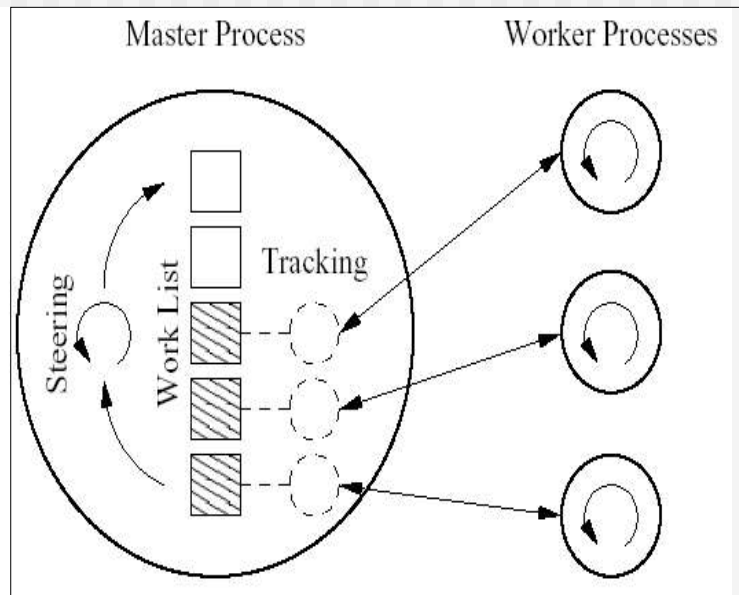 Master Process
Worker Processes
Tracking
Steering
Work List